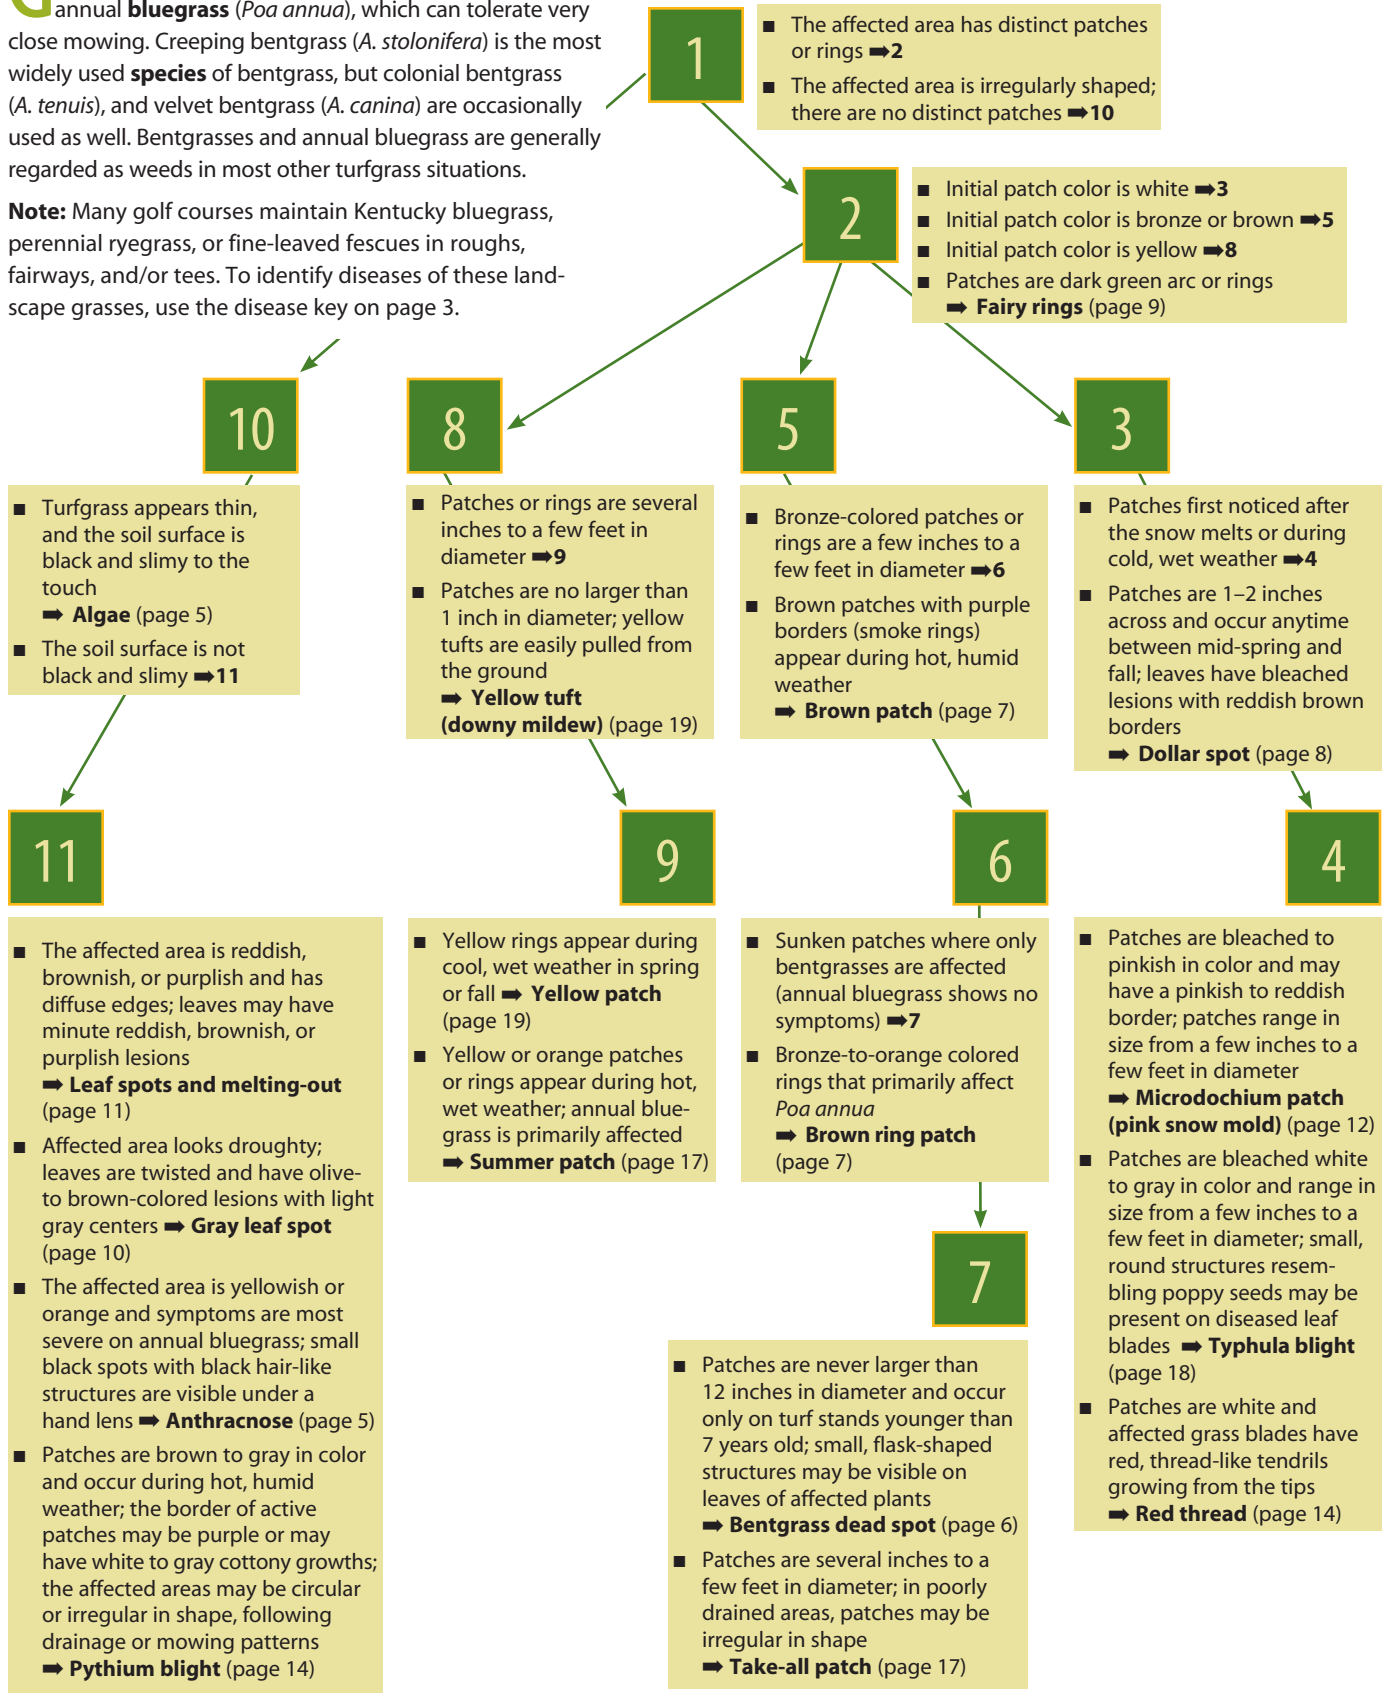 G
annual bluegrass (Poa annua), which can tolerate very
close mowing. Creeping bentgrass (A. stolonifera) is the most
widely used species of bentgrass, but colonial bentgrass
(A. tenuis), and velvet bentgrass (A. canina) are occasionally
used as well. Bentgrasses and annual bluegrass are generally
regarded as weeds in most other turfgrass situations.
Note: Many golf courses maintain Kentucky bluegrass,
perennial ryegrass, or fine-leaved fescues in roughs,
fairways, and/or tees. To identify diseases of these land-
scape grasses, use the disease key on page 3.
1
■ The affected area has distinct patches
or rings ➡2
■ The affected area is irregularly shaped;
there are no distinct patches ➡10
2
■ Initial patch color is white ➡3
■ Initial patch color is bronze or brown ➡5
■ Initial patch color is yellow ➡8
■ Patches are dark green arc or rings
➡ Fairy rings (page 9)
10
■ Turfgrass appears thin,
and the soil surface is
black and slimy to the
touch
➡ Algae (page 5)
■ The soil surface is not
black and slimy ➡11
8
■ Patches or rings are several
inches to a few feet in
diameter ➡9
■ Patches are no larger than
1 inch in diameter; yellow
tufts are easily pulled from
the ground
➡ Yellow tuft
(downy mildew) (page 19)
5
■ Bronze-colored patches or
rings are a few inches to a
few feet in diameter ➡6
■ Brown patches with purple
borders (smoke rings)
appear during hot, humid
weather
➡ Brown patch (page 7)
3
■ Patches first noticed after
the snow melts or during
cold, wet weather ➡4
■ Patches are 1–2 inches
across and occur anytime
between mid-spring and
fall; leaves have bleached
lesions with reddish brown
borders
➡ Dollar spot (page 8)
11
■ The affected area is reddish,
brownish, or purplish and has
diffuse edges; leaves may have
minute reddish, brownish, or
purplish lesions
➡ Leaf spots and melting-out
(page 11)
■ Affected area looks droughty;
leaves are twisted and have olive-
to brown-colored lesions with light
gray centers ➡ Gray leaf spot
(page 10)
■ The affected area is yellowish or
orange and symptoms are most
severe on annual bluegrass; small
black spots with black hair-like
structures are visible under a
hand lens ➡ Anthracnose (page 5)
■ Patches are brown to gray in color
and occur during hot, humid
weather; the border of active
patches may be purple or may
have white to gray cottony growths;
the affected areas may be circular
or irregular in shape, following
drainage or mowing patterns
➡ Pythium blight (page 14)
9
■ Yellow rings appear during
cool, wet weather in spring
or fall ➡ Yellow patch
(page 19)
■ Yellow or orange patches
or rings appear during hot,
wet weather; annual blue-
grass is primarily affected
➡ Summer patch (page 17)
6
■ Sunken patches where only
bentgrasses are affected
(annual bluegrass shows no
symptoms) ➡7
■ Bronze-to-orange colored
rings that primarily affect
Poa annua
➡ Brown ring patch
(page 7)
7
■ Patches are never larger than
12 inches in diameter and occur
only on turf stands younger than
7 years old; small, flask-shaped
structures may be visible on
leaves of affected plants
➡ Bentgrass dead spot (page 6)
■ Patches are several inches to a
few feet in diameter; in poorly
drained areas, patches may be
irregular in shape
➡ Take-all patch (page 17)
4
■ Patches are bleached to
pinkish in color and may
have a pinkish to reddish
border; patches range in
size from a few inches to a
few feet in diameter
➡ Microdochium patch
(pink snow mold) (page 12)
■ Patches are bleached white
to gray in color and range in
size from a few inches to a
few feet in diameter; small,
round structures resem-
bling poppy seeds may be
present on diseased leaf
blades ➡ Typhula blight
(page 18)
■ Patches are white and
affected grass blades have
red, thread-like tendrils
growing from the tips
➡ Red thread (page 14)